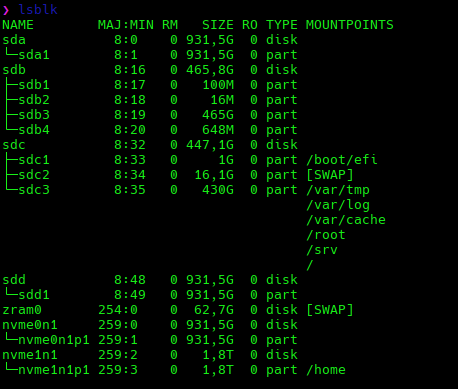 ❯ lsblk
NAME        MAJ:MIN RM   SIZE RO TYPE MOUNTPOINTS
sda           8:0    0 931,5G  0 disk
└─sda1        8:1    0 931,5G  0 part
sdb           8:16   0 465,8G  0 disk
├─sdb1        8:17   0   100M  0 part
├─sdb2        8:18   0    16M  0 part
├─sdb3        8:19   0   465G  0 part
└─sdb4        8:20   0   648M  0 part
sdc           8:32   0 447,1G  0 disk
├─sdc1        8:33   0     1G  0 part /boot/efi
├─sdc2        8:34   0  16,1G  0 part [SWAP]
└─sdc3        8:35   0   430G  0 part /var/tmp
                                      /var/log
                                      /var/cache
                                      /root
                                      /srv
                                      /
sdd           8:48   0 931,5G  0 disk
└─sdd1        8:49   0 931,5G  0 part
zram0       254:0    0  62,7G  0 disk [SWAP]
nvme0n1     259:0    0 931,5G  0 disk
└─nvme0n1p1 259:1    0 931,5G  0 part
nvme1n1     259:2    0   1,8T  0 disk
└─nvme1n1p1 259:3    0   1,8T  0 part /home